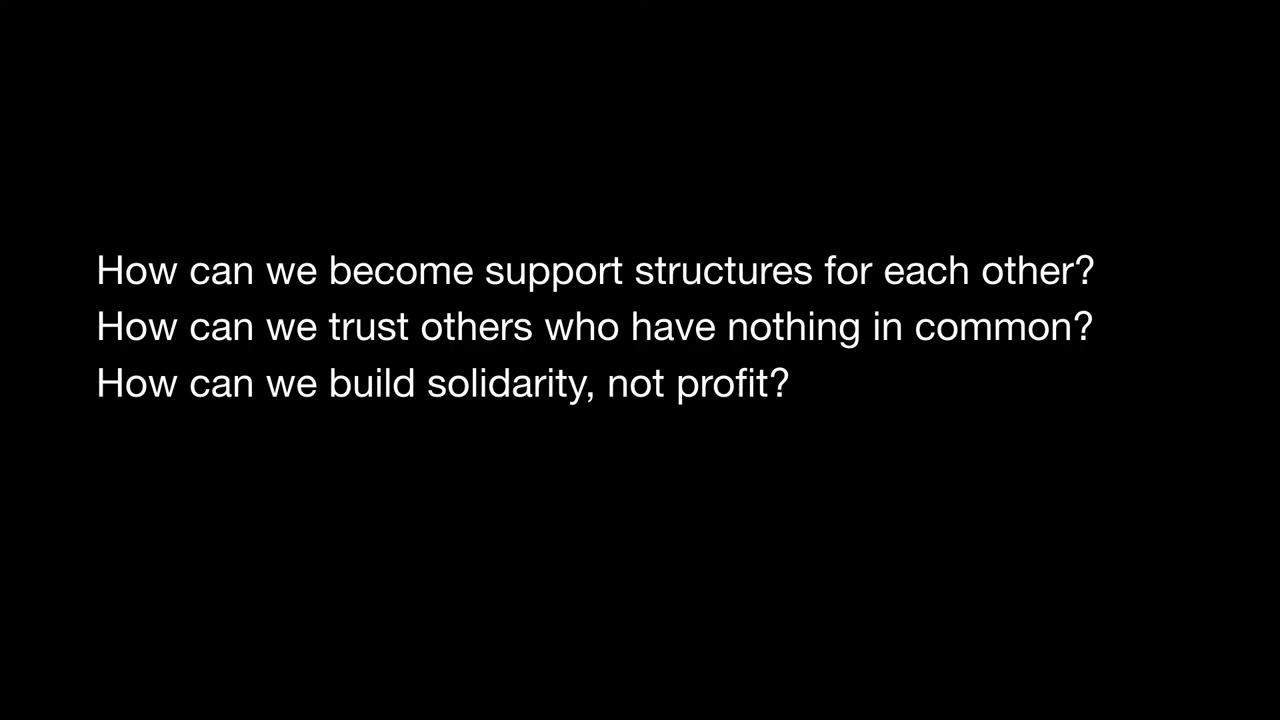 How can we become support structures for each other?
How can we trust others who have nothing in common?
How can we build solidarity, not profit?